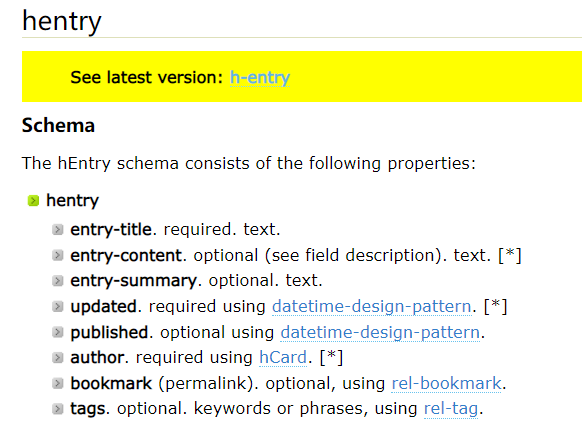 hentry
See latest version: h-entry
Schema
The hEntry schema consists of the following properties:
hentry
entry-title. required. text.
entry-content. optional (see field description). text. [*]
entry-summary. optional. text.
updated. required using datetime-design-pattern. [*]
published. optional using datetime-design-pattern.
author. required using hCard. [*]
bookmark (permalink). optional, using rel-bookmark.
tags. optional. keywords or phrases, using rel-tag.